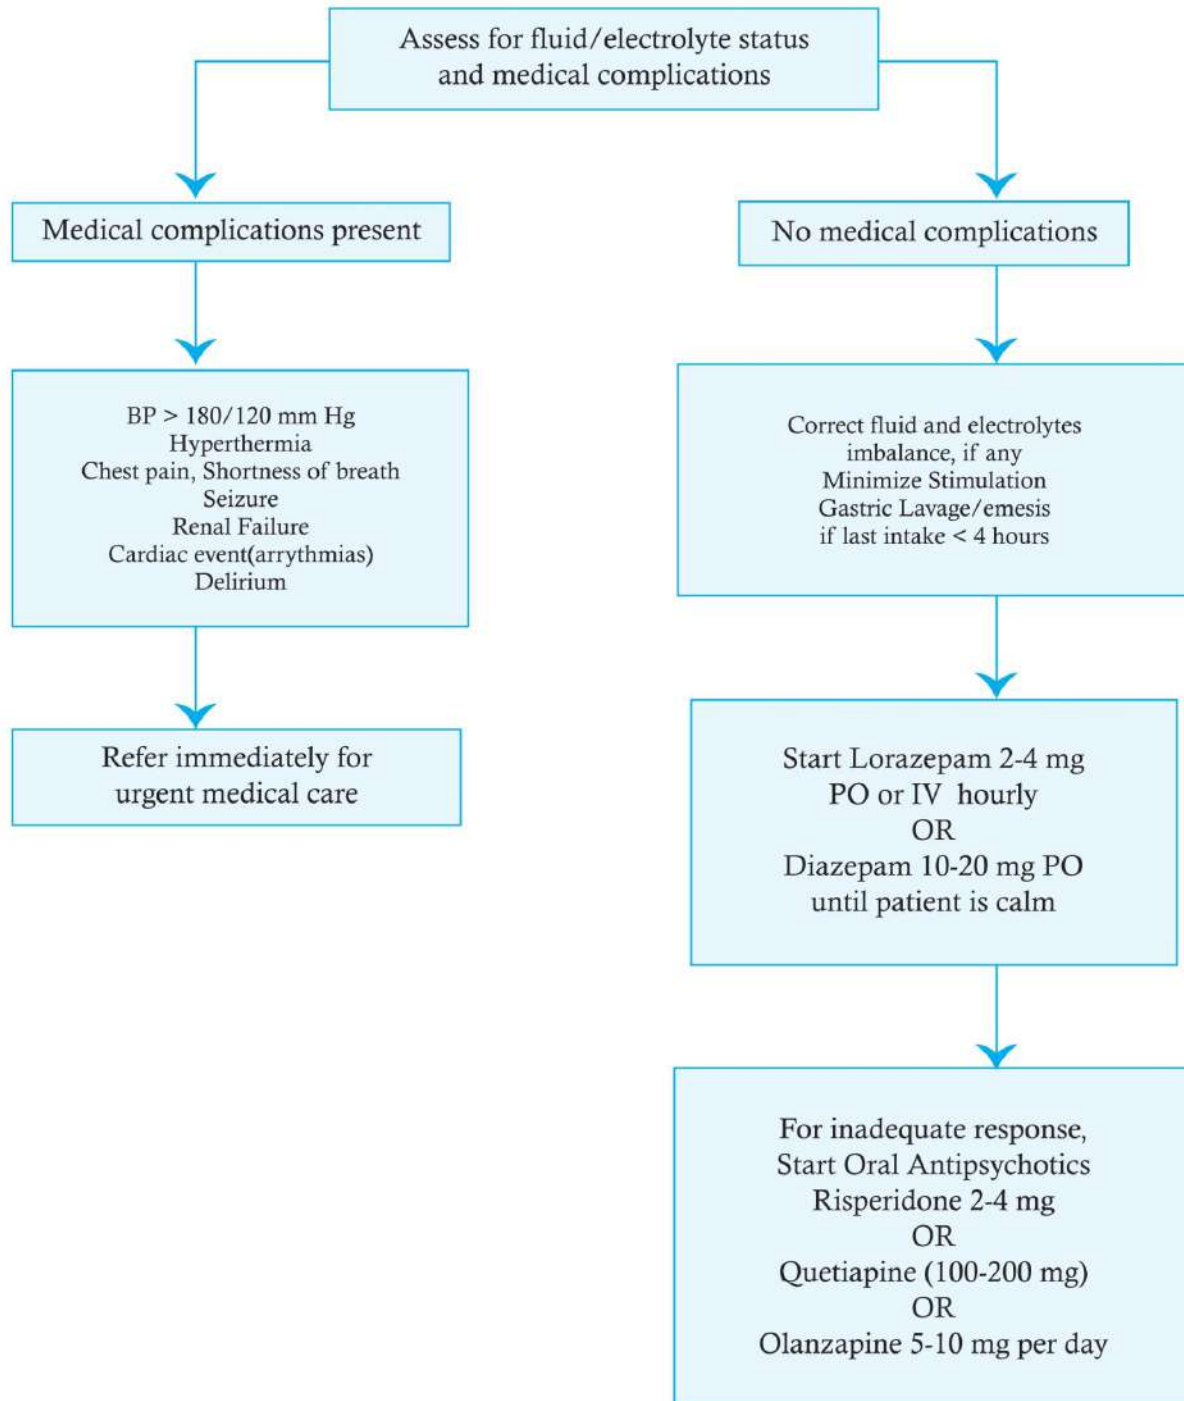 Assess for fluid/electrolyte status
and medical complications
Medical complications present
No medical complications
BP > 180/120 mm Hg
Hyperthermia
Chest pain, Shortness of breath
Seizure
Renal Failure
Cardiac event(arrythmias)
Delirium
Correct fluid and electrolytes
imbalance, if any
Minimize Stimulation
Gastric Lavage/emesis
if last intake < 4 hours
Refer immediately for
urgent medical care
Start Lorazepam 2-4 mg
PO or IV hourly
OR
Diazepam 10-20 mg PO
until patient is calm
For inadequate response,
Start Oral Antipsychotics
Risperidone 2-4 mg
OR
Quetiapine (100-200 mg)
OR
Olanzapine 5-10 mg per day